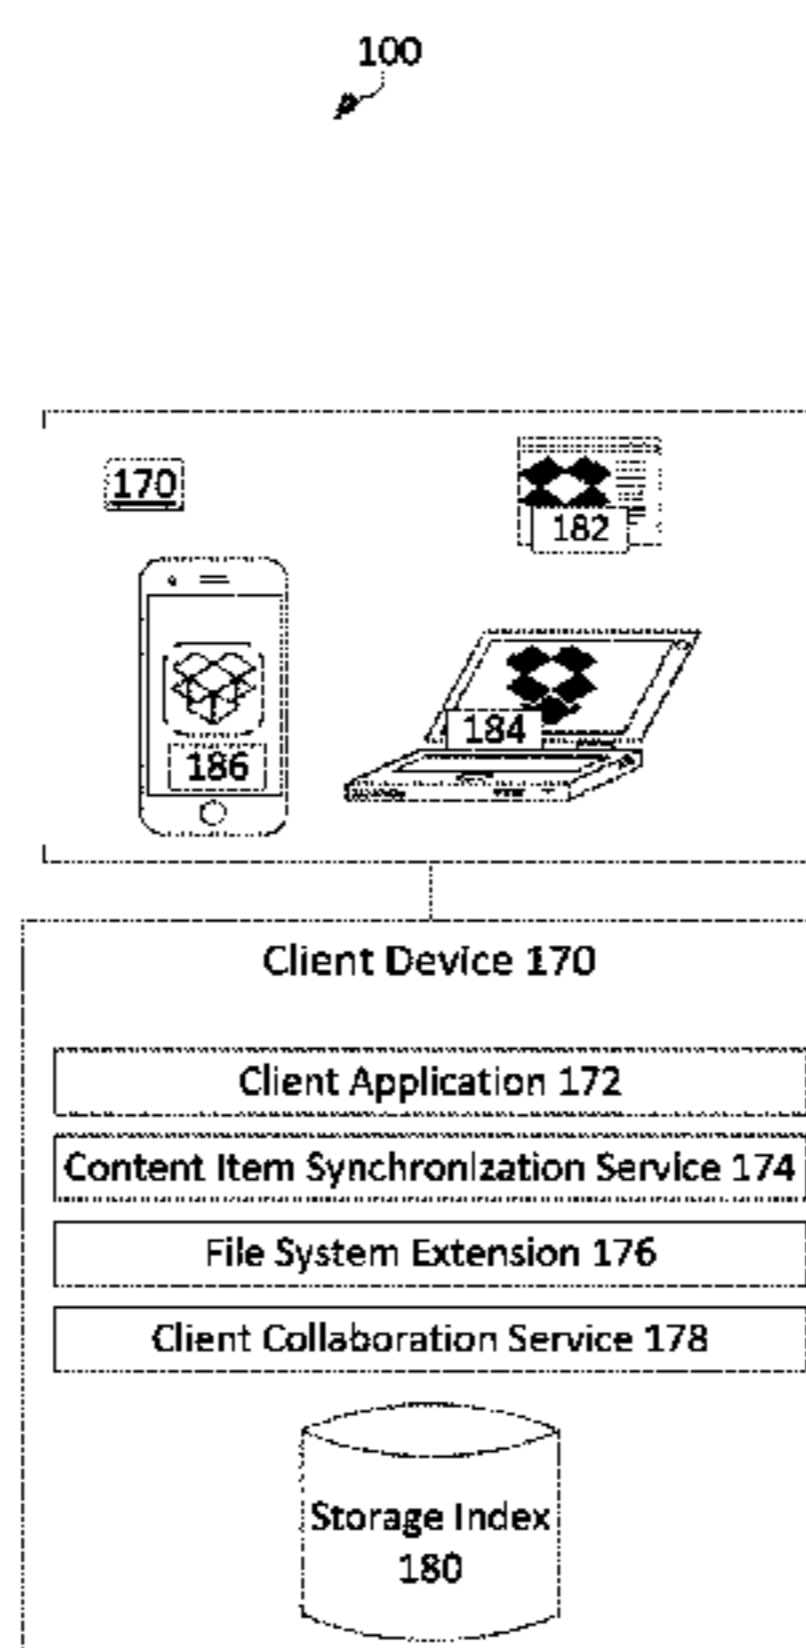 100
170
182
184
186
Client Device 170
Client Application 172
Content Item Synchronization Service 174
File System Extension 176
Client Collaboration Service 178
Storage Index
180